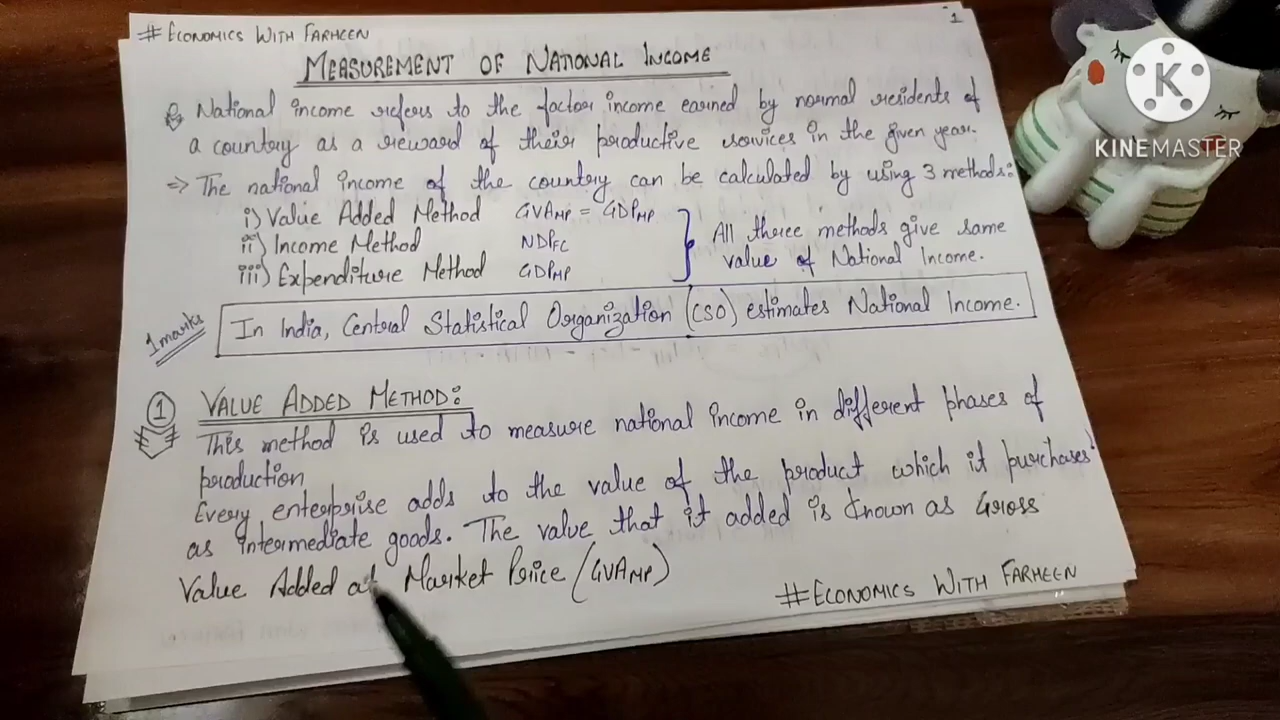 1
# ECONOMICS WITH FARHEEN
MEASUREMENT OF NATIONAL INCOME
National income refers to the factor income earned by normal residents of
a country as a reward of their productive services in the given year.
=> The national income of the country can be calculated by using 3 methods:
i) Value Added Method GVAMP = GDPMP
ii) Income Method NDPFC
iii) Expenditure Method GDPMP
All three methods give same
value of National Income.
1 marks
In India, Central Statistical Organization (CSO) estimates National Income.
1 VALUE ADDED METHOD:
This method is used to measure national income in different phases of
production
Every enterprise adds to the value of the product which it purchases
as intermediate goods. The value that it added is known as Gross
Value Added at Market Price (GVAMP)
# ECONOMICS WITH FARHEEN
K
KINEMASTER